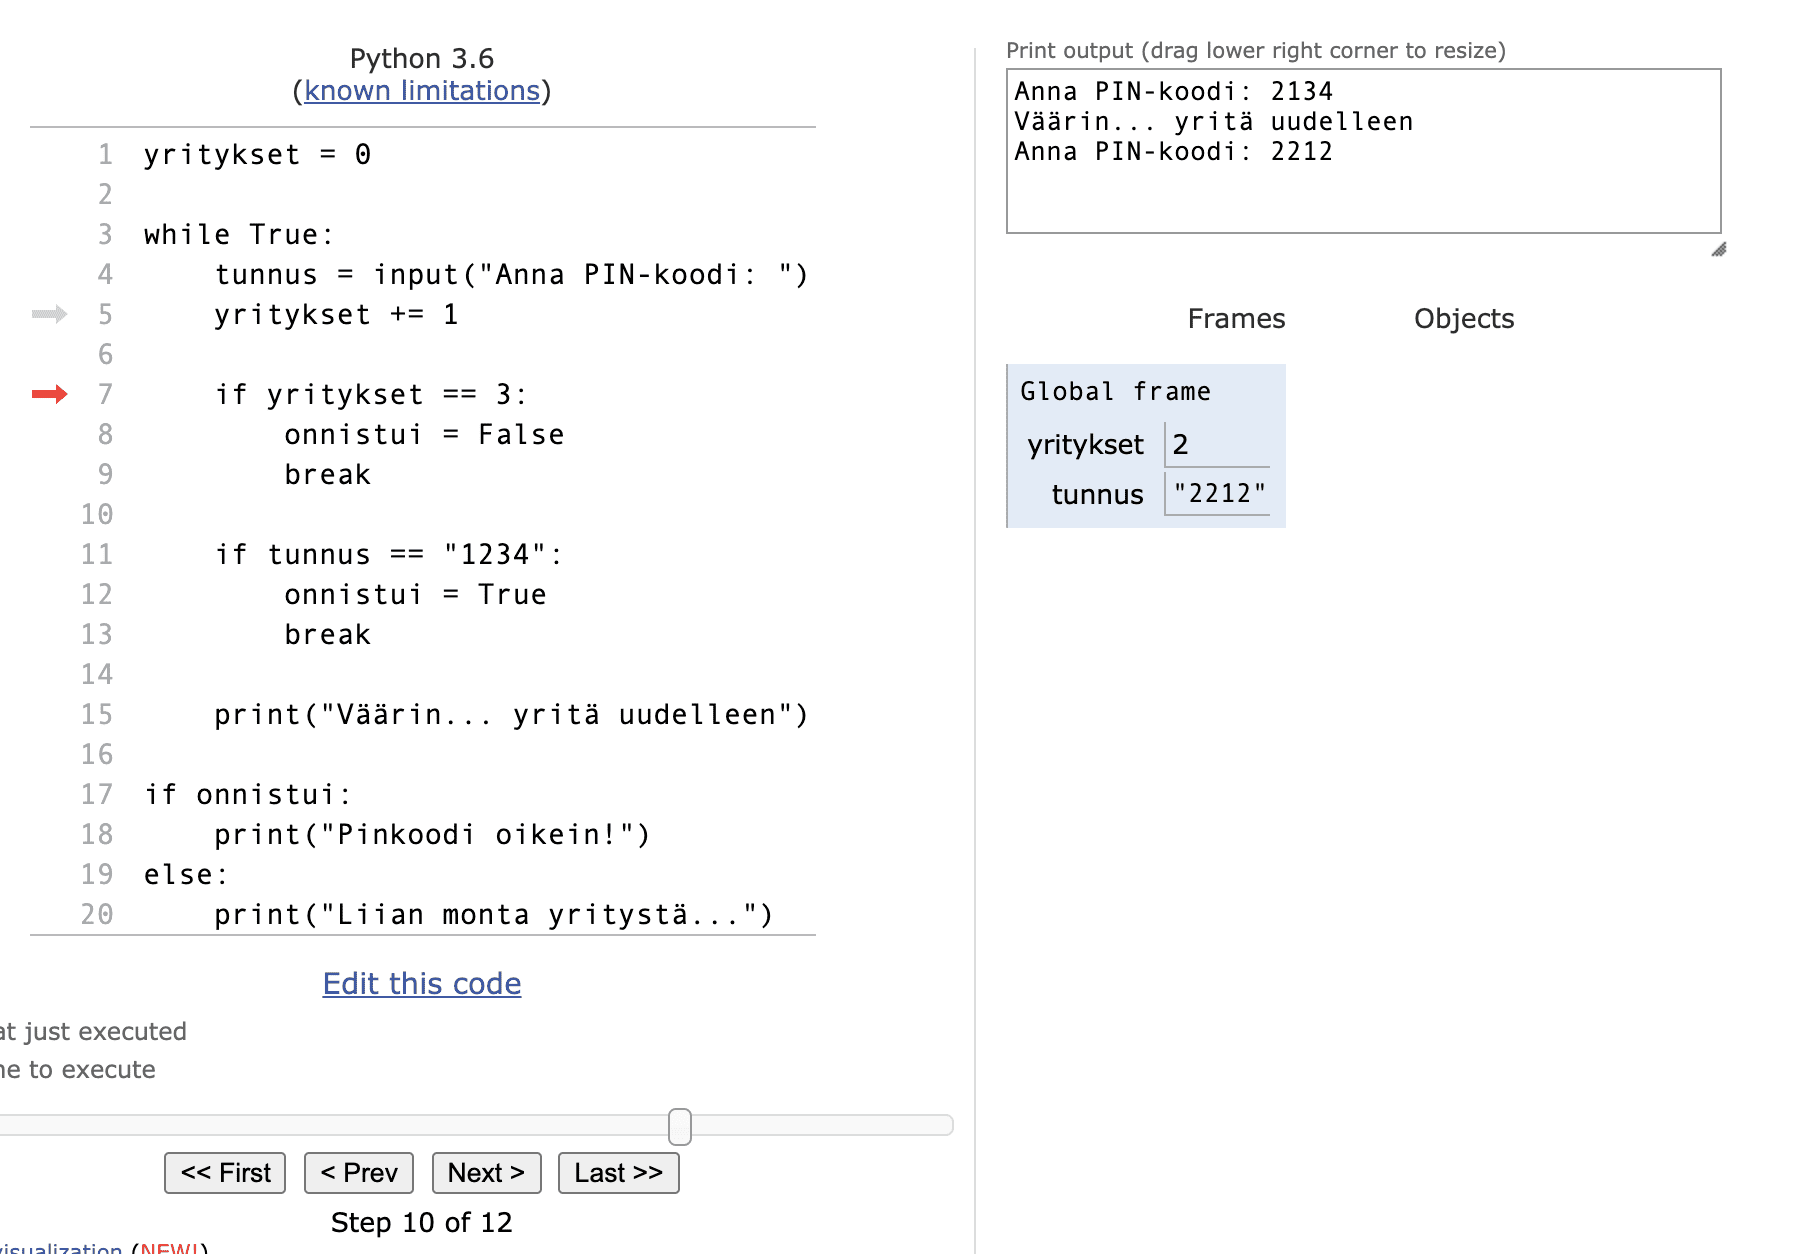 Python 3.6
(known limitations)
1 yritykset = 0
2
3 while True:
4     tunnus = input("Anna PIN-koodi: ")
5     yritykset += 1
6
7     if yritykset == 3:
8         onnistui = False
9         break
10
11     if tunnus == "1234":
12         onnistui = True
13         break
14
15     print("Väärin... yritä uudelleen")
16
17 if onnistui:
18     print("Pinkoodi oikein!")
19 else:
20     print("Liian monta yritystä...")
Edit this code
at just executed
ne to execute
<< First < Prev Next > Last >>
Step 10 of 12
visualization (NEW!)
Print output (drag lower right corner to resize)
Anna PIN-koodi: 2134
Väärin... yritä uudelleen
Anna PIN-koodi: 2212
Frames Objects
Global frame
yritykset 2
tunnus "2212"